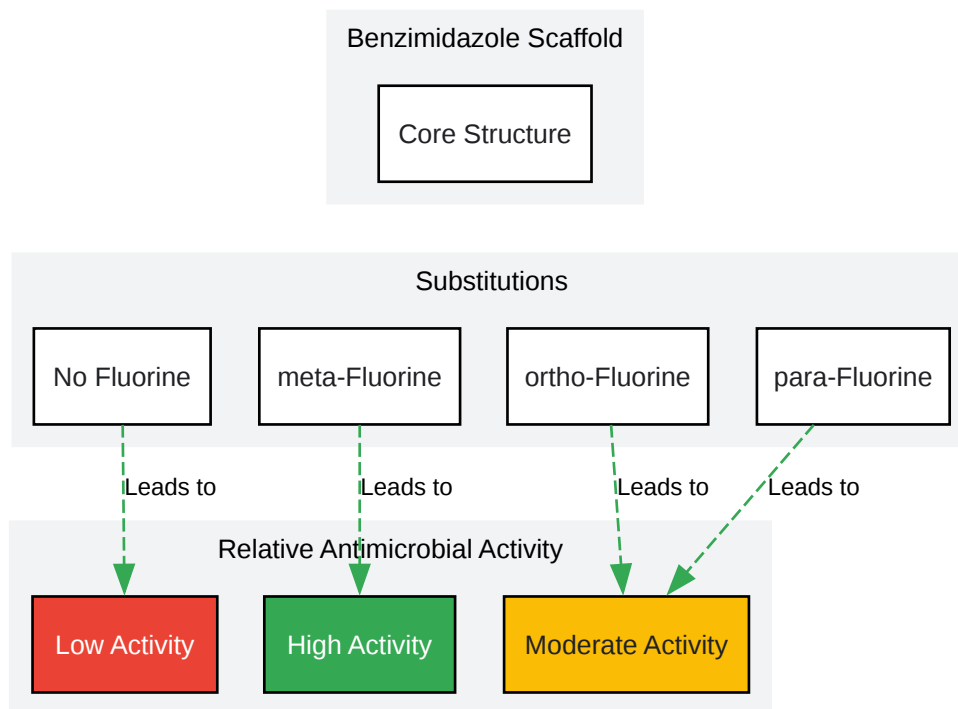 Benzimidazole Scaffold
Core Structure
Substitutions
No Fluorine
meta-Fluorine
ortho-Fluorine
para-Fluorine
Leads to
Leads to
Leads to
Leads to
Relative Antimicrobial Activity
Low Activity
High Activity
Moderate Activity